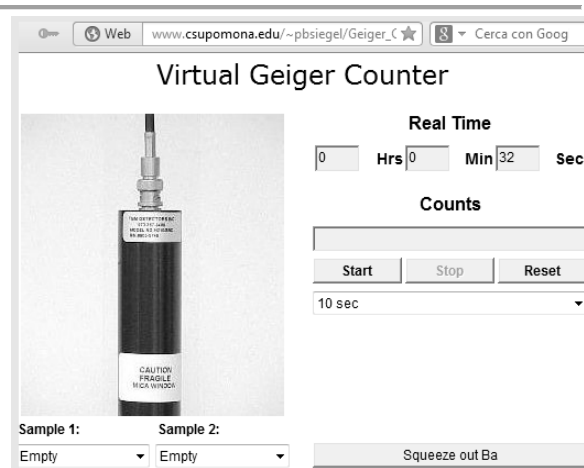 Web www.csupomona.edu/~pbsiegel/Geiger_C Cerca con Goog
Virtual Geiger Counter
Real Time
0 Hrs 0 Min 32 Sec
Counts
Start Stop Reset
10 sec
CAUTION
FRAGILE
MICA WINDOW
Sample 1: Sample 2:
Empty Empty
Squeeze out Ba